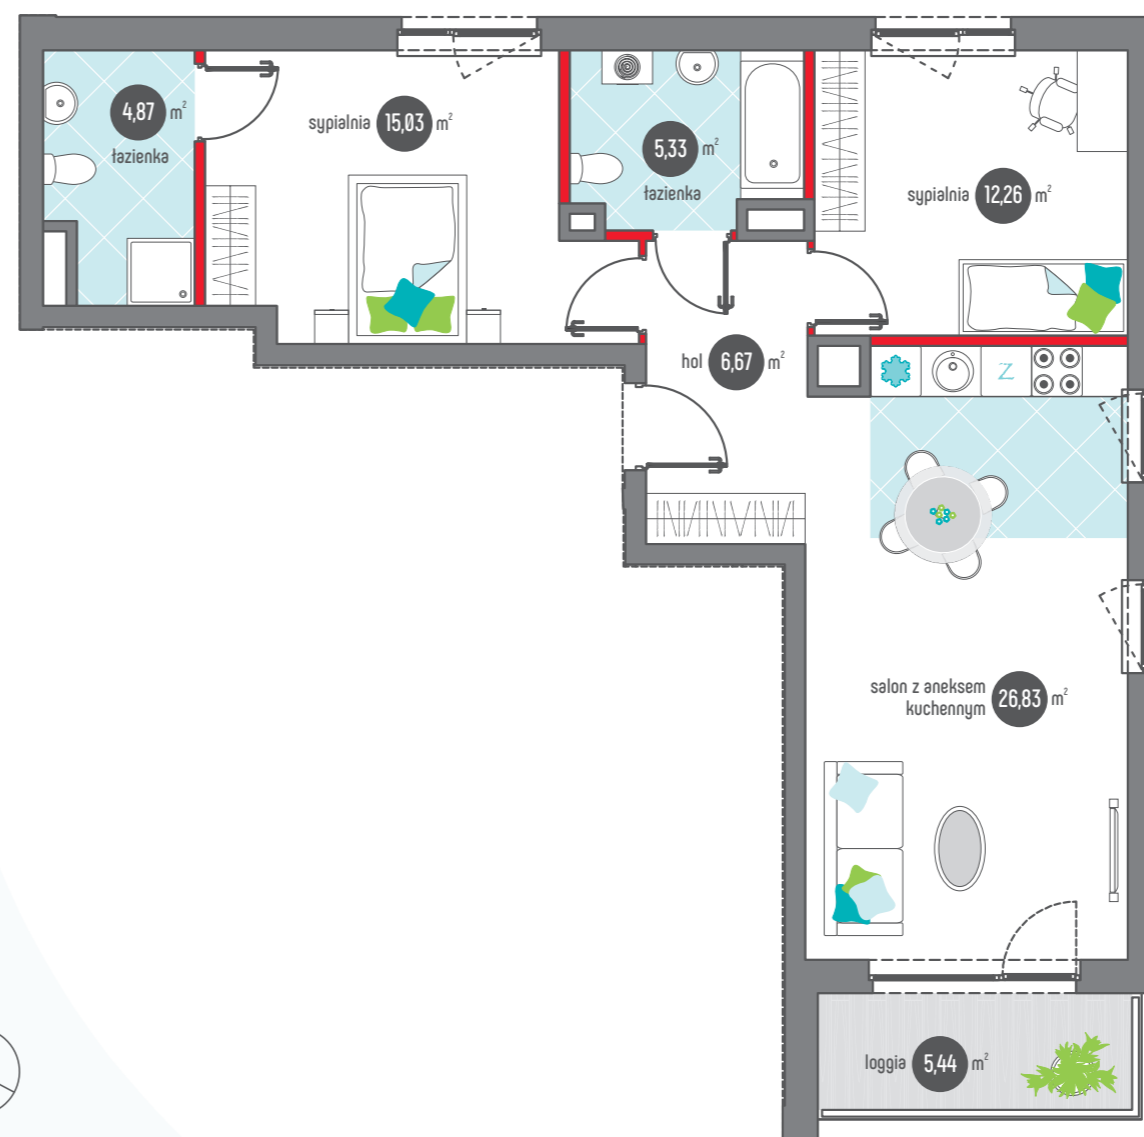 4,87 m²
łazienka
sypialnia 15,03 m²
5,33 m²
łazienka
sypialnia 12,26 m²
hol 6,67 m²
Z
salon z aneksem
kuchennym 26,83 m²
loggia 5,44 m²